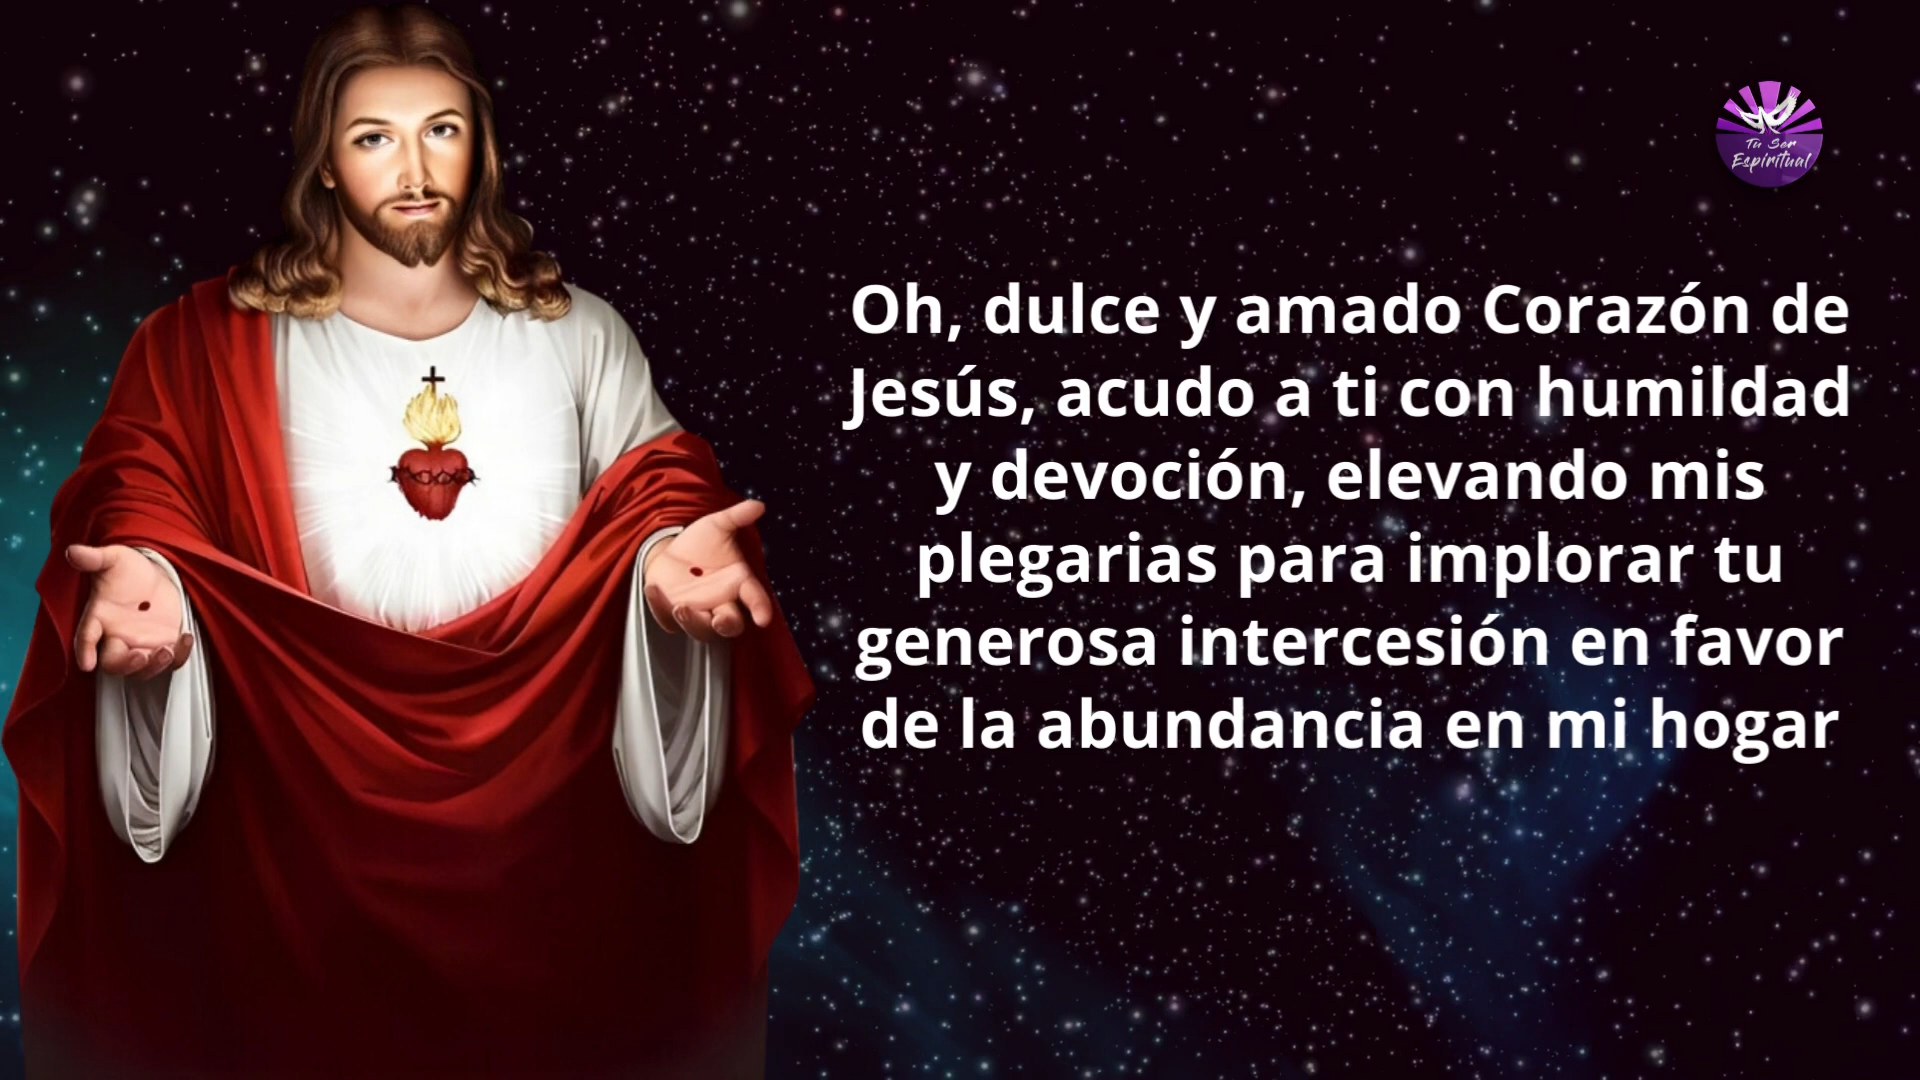 Tu Ser
Espiritual
Oh, dulce y amado Corazón de
Jesús, acudo a ti con humildad
y devoción, elevando mis
plegarias para implorar tu
generosa intercesión en favor
de la abundancia en mi hogar